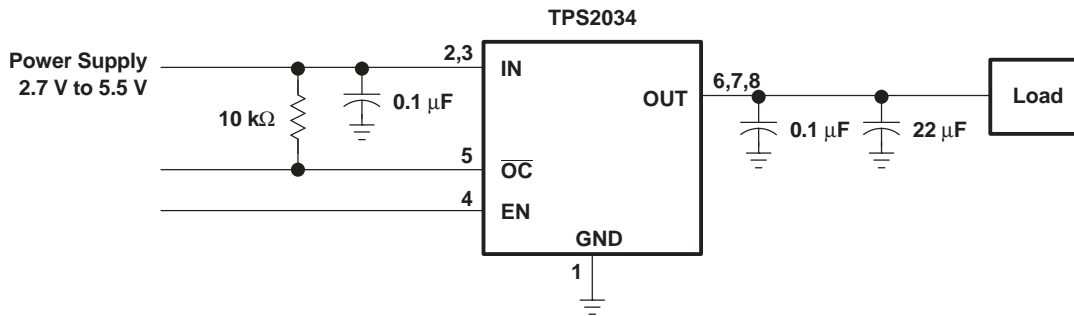 TPS2034
Power Supply
2.7 V to 5.5 V
2,3
IN
10 kΩ
0.1 μF
OUT
6,7,8
Load
0.1 μF
22 μF
5
O̅C̅
4
EN
GND
1